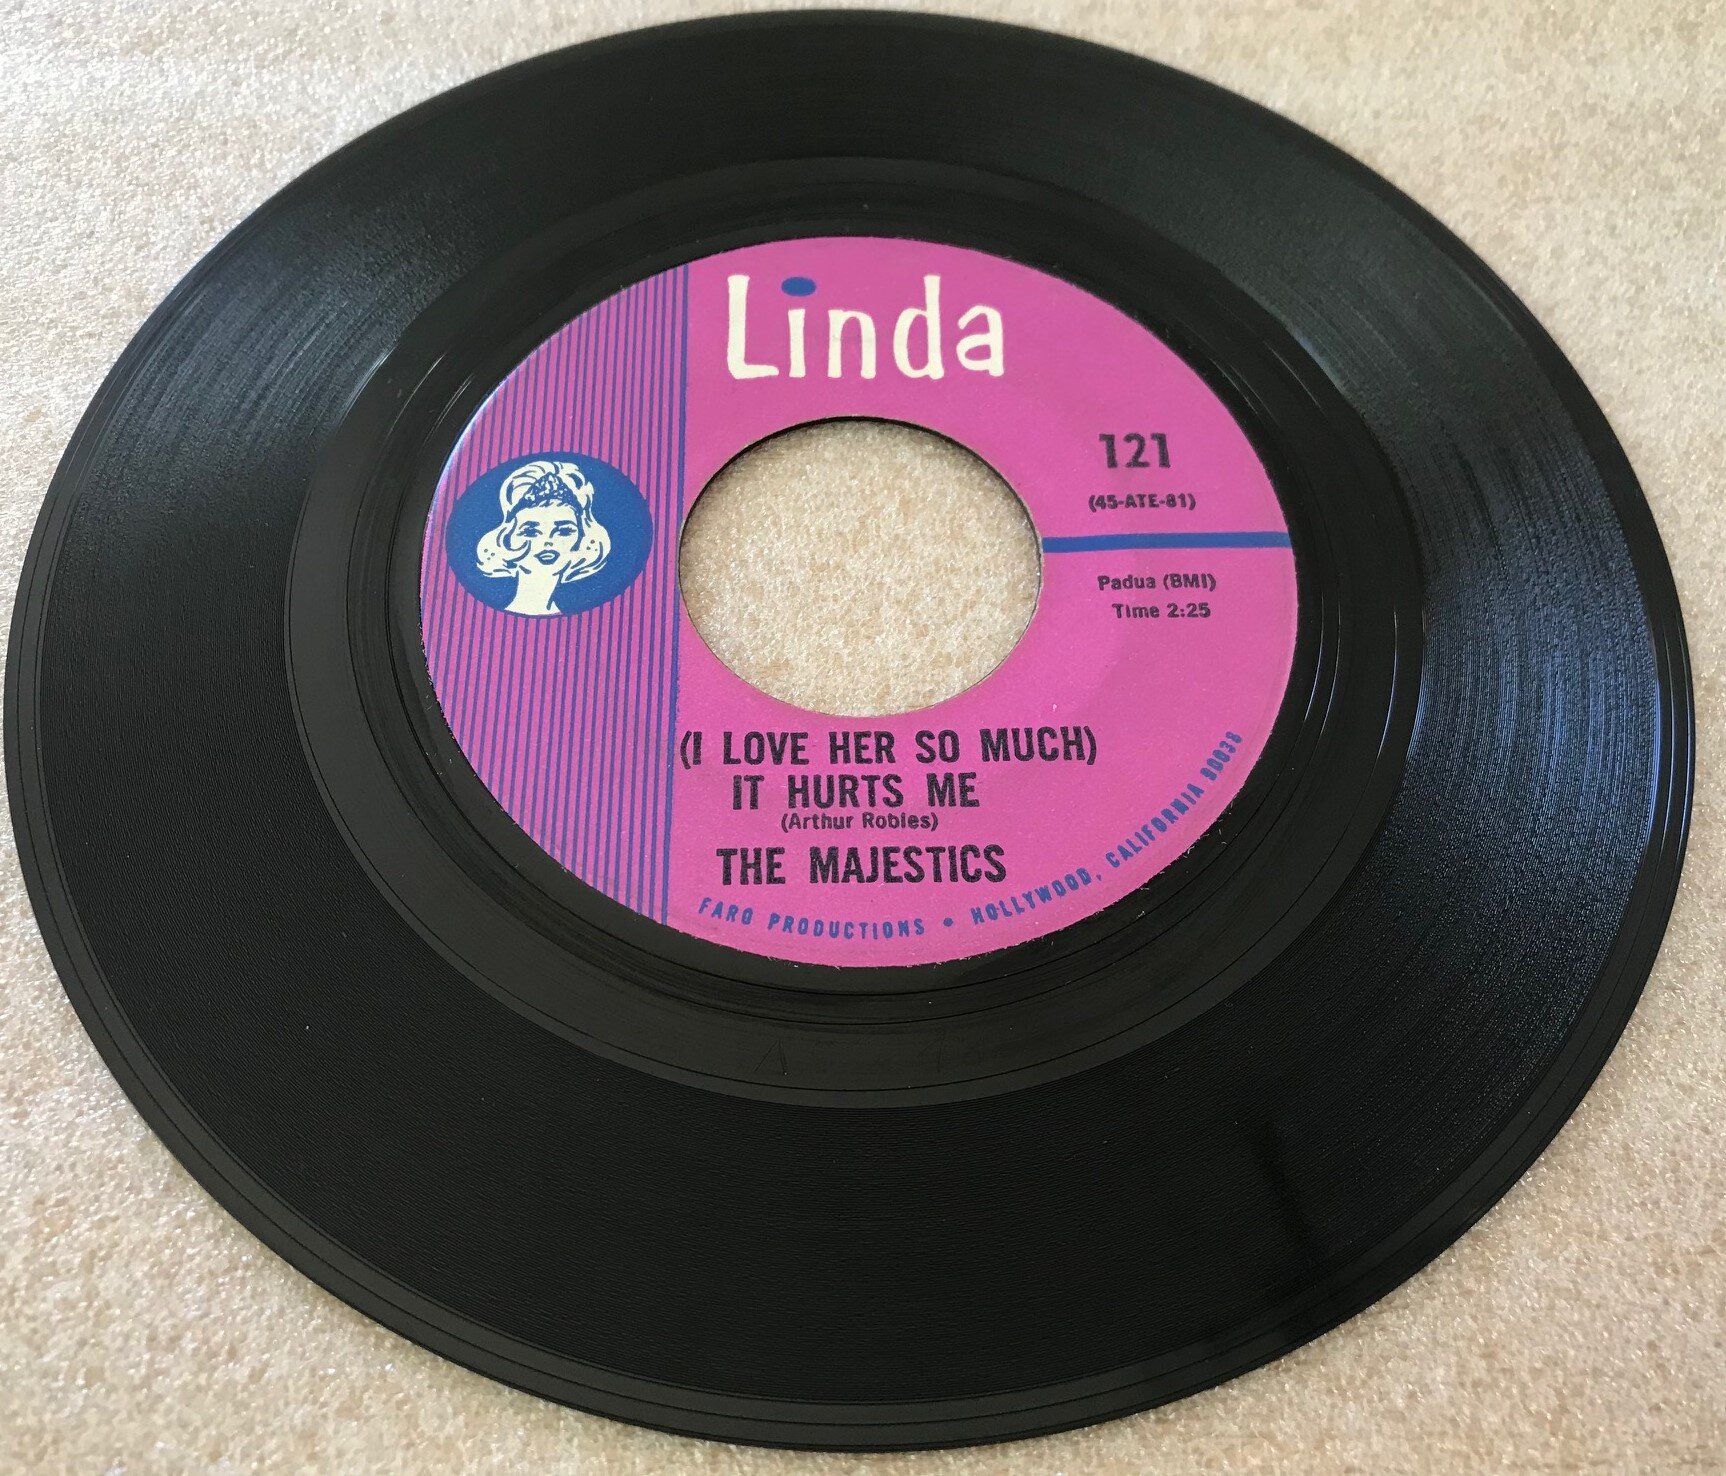 Linda
121
(45-ATE-81)
Padua (BMI)
Time 2:25
(I LOVE HER SO MUCH)
IT HURTS ME
(Arthur Robles)
THE MAJESTICS
FARO PRODUCTIONS • HOLLYWOOD, CALIFORNIA 90038